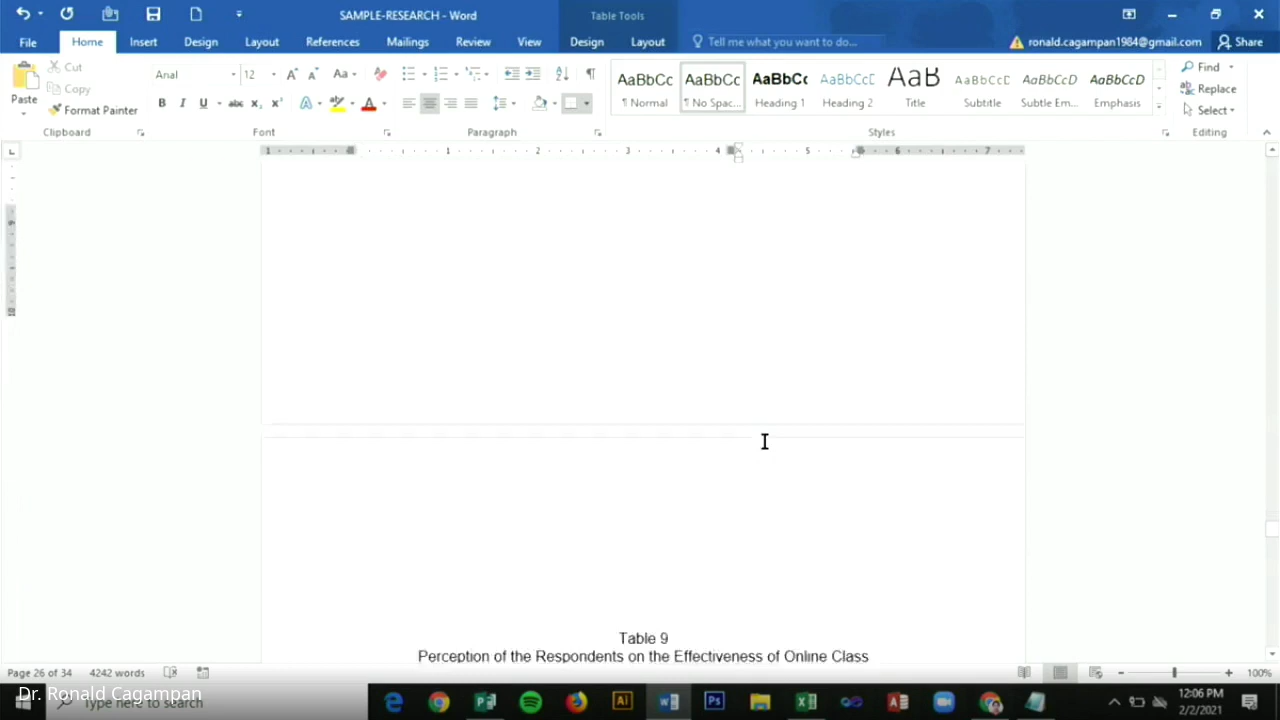 SAMPLE-RESEARCH - Word
Table Tools
File
Home
Insert
Design
Layout
References
Mailings
Review
View
Design
Layout
Tell me what you want to do...
ronald.cagampan1984@gmail.com
Share
Paste
Cut
Copy
Format Painter
Clipboard
Arial
12
Font
Paragraph
AaBbCc
¶ Normal
AaBbCc
¶ No Spac...
AaBbCc
Heading 1
AaBbCcD
Heading 2
AaB
Title
AaBbCcD
Subtitle
AaBbCcD
Subtle Em...
AaBbCcD
Emphasis
Styles
Find
Replace
Select
Editing
Table 9
Perception of the Respondents on the Effectiveness of Online Class
Page 26 of 34
4242 words
100%
Dr. Ronald Cagampan
Type here to search
12:06 PM
2/2/2021